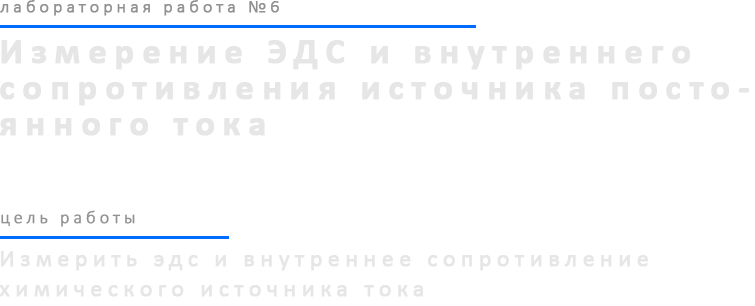 лабораторная работа №6
Измерение ЭДС и внутреннего
сопротивления источника посто-
янного тока
цель работы
Измерить эдс и внутреннее сопротивление
химического источника тока